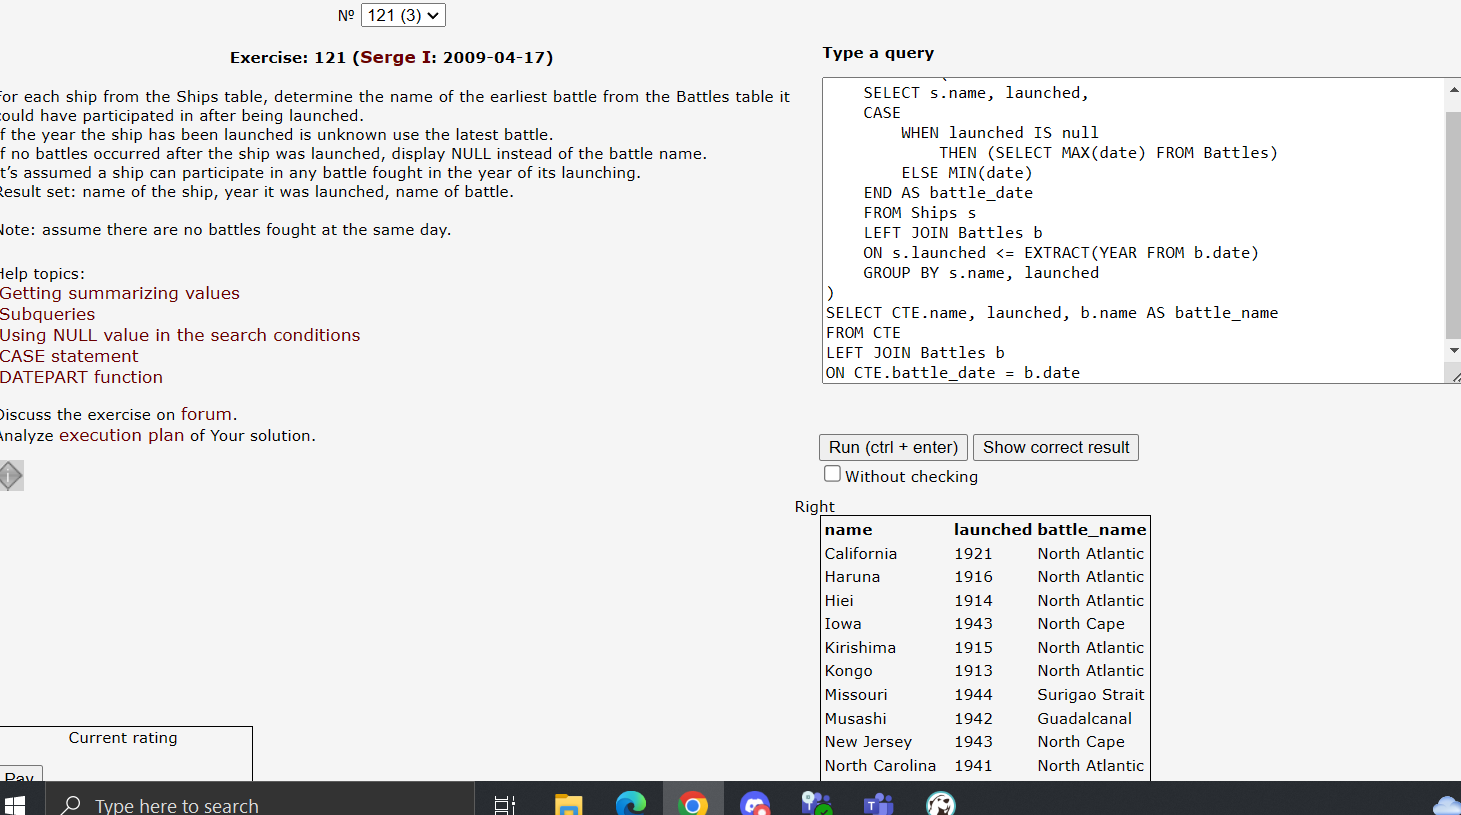 Nº 121 (3)
Exercise: 121 (Serge I: 2009-04-17)
For each ship from the Ships table, determine the name of the earliest battle from the Battles table it
could have participated in after being launched.
If the year the ship has been launched is unknown use the latest battle.
If no battles occurred after the ship was launched, display NULL instead of the battle name.
It's assumed a ship can participate in any battle fought in the year of its launching.
Result set: name of the ship, year it was launched, name of battle.
Note: assume there are no battles fought at the same day.
Help topics:
Getting summarizing values
Subqueries
Using NULL value in the search conditions
CASE statement
DATEPART function
Discuss the exercise on forum.
Analyze execution plan of Your solution.
Current rating
Pay
Type a query
SELECT s.name, launched,
CASE
WHEN launched IS null
THEN (SELECT MAX(date) FROM Battles)
ELSE MIN(date)
END AS battle_date
FROM Ships s
LEFT JOIN Battles b
ON s.launched <= EXTRACT(YEAR FROM b.date)
GROUP BY s.name, launched
)
SELECT CTE.name, launched, b.name AS battle_name
FROM CTE
LEFT JOIN Battles b
ON CTE.battle_date = b.date
Run (ctrl + enter) Show correct result
Without checking
Right
name launched battle_name
California 1921 North Atlantic
Haruna 1916 North Atlantic
Hiei 1914 North Atlantic
Iowa 1943 North Cape
Kirishima 1915 North Atlantic
Kongo 1913 North Atlantic
Missouri 1944 Surigao Strait
Musashi 1942 Guadalcanal
New Jersey 1943 North Cape
North Carolina 1941 North Atlantic
Type here to search